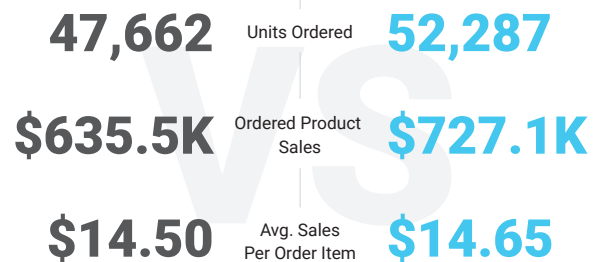 47,662 Units Ordered 52,287
VS
$635.5K Ordered Product Sales $727.1K
$14.50 Avg. Sales Per Order Item $14.65